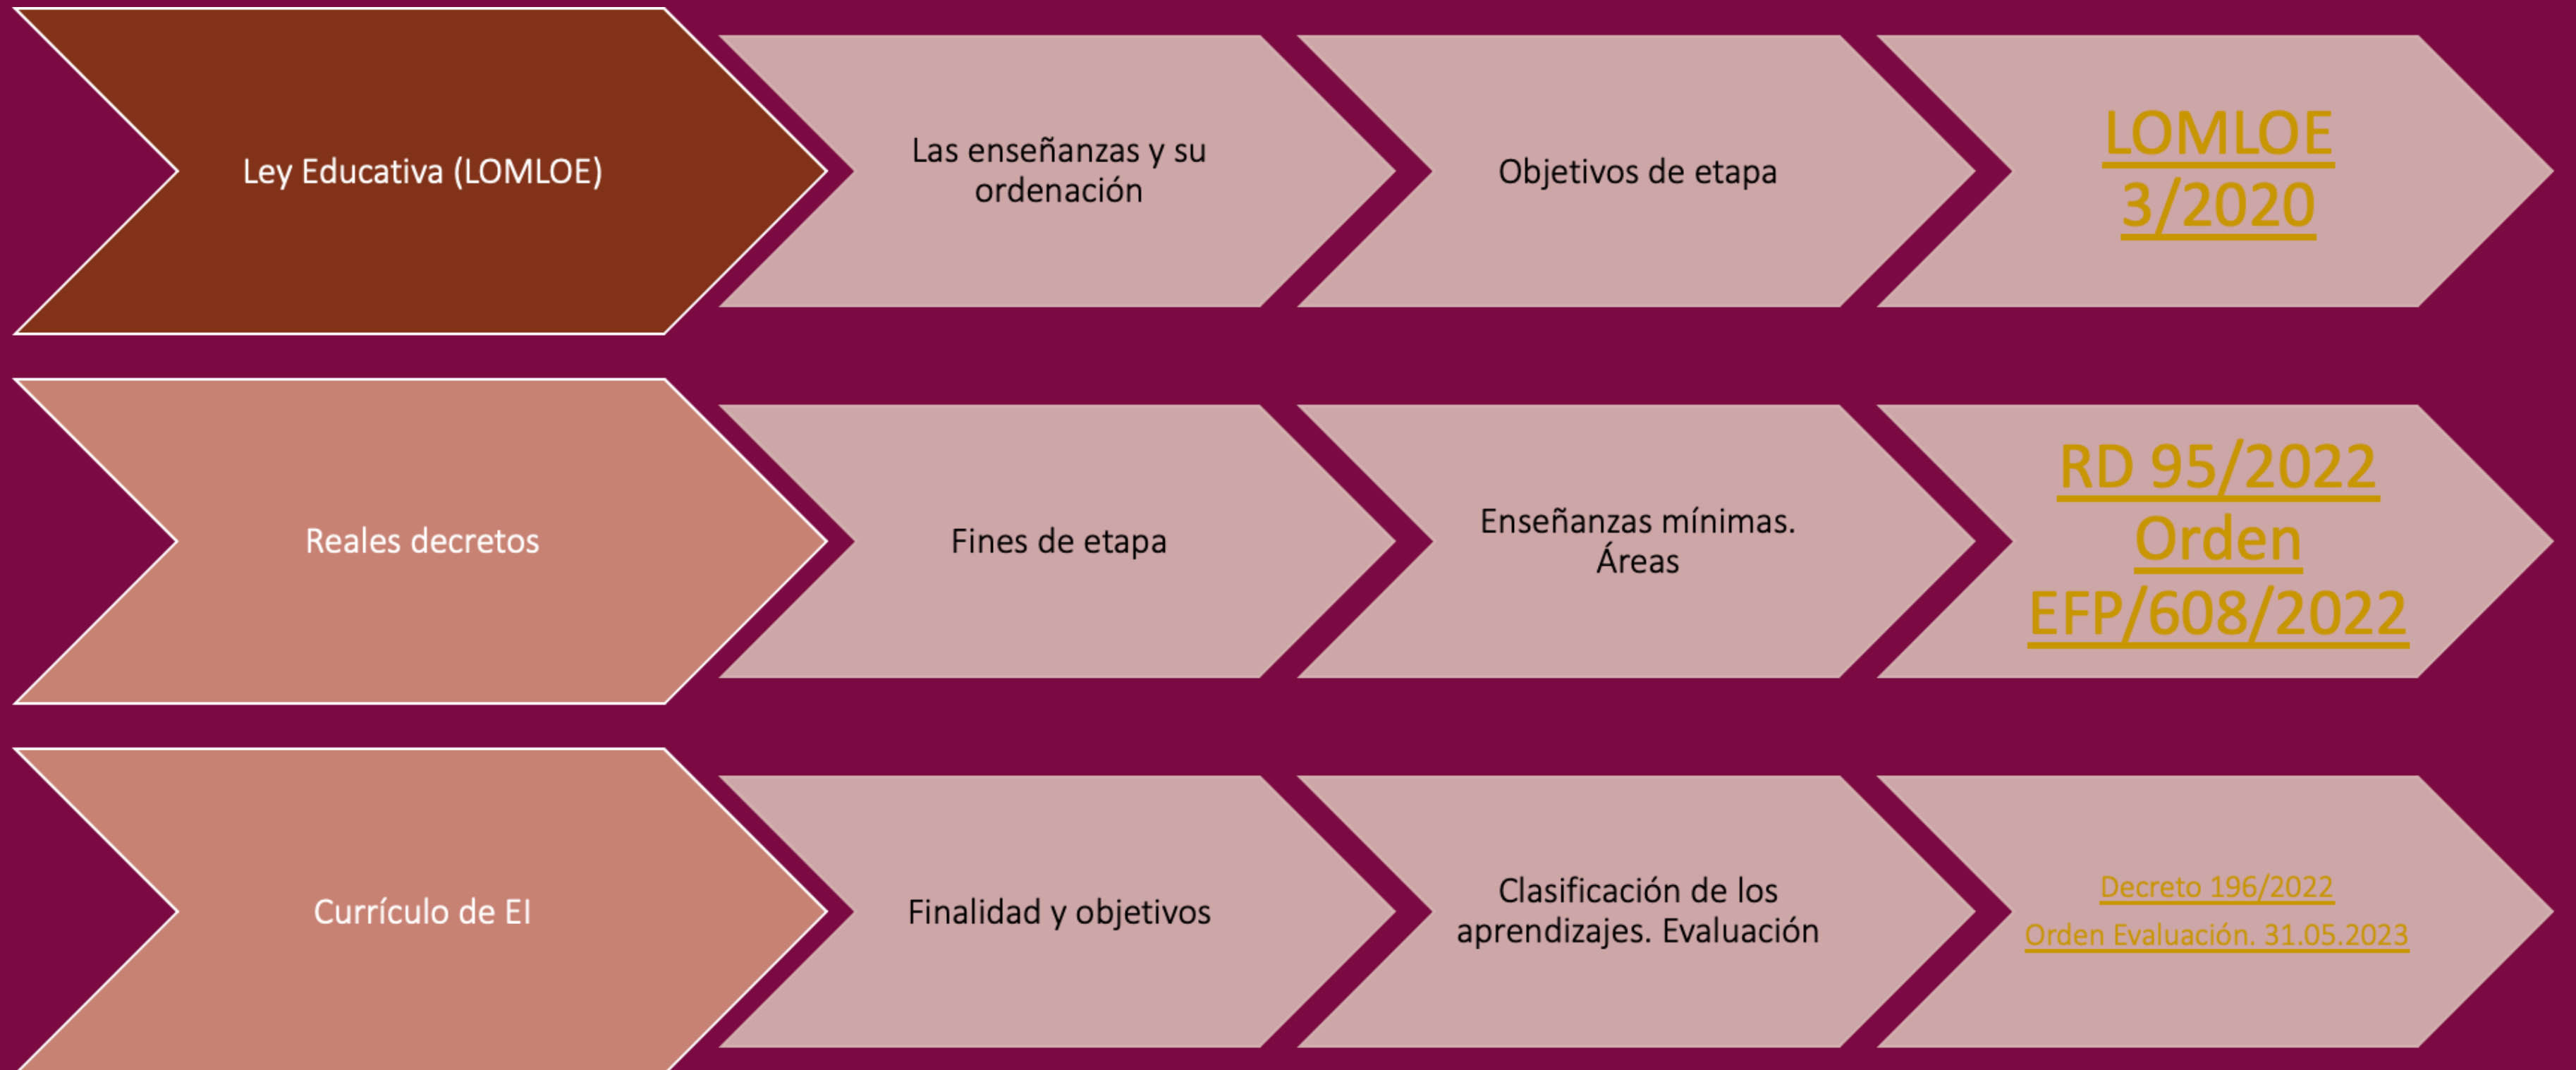 Ley Educativa (LOMLOE)
Las enseñanzas y su
ordenación
Objetivos de etapa
LOMLOE
3/2020
Reales decretos
Fines de etapa
Enseñanzas mínimas.
Áreas
RD 95/2022
Orden
EFP/608/2022
Currículo de EI
Finalidad y objetivos
Clasificación de los
aprendizajes. Evaluación
Decreto 196/2022
Orden Evaluación. 31.05.2023